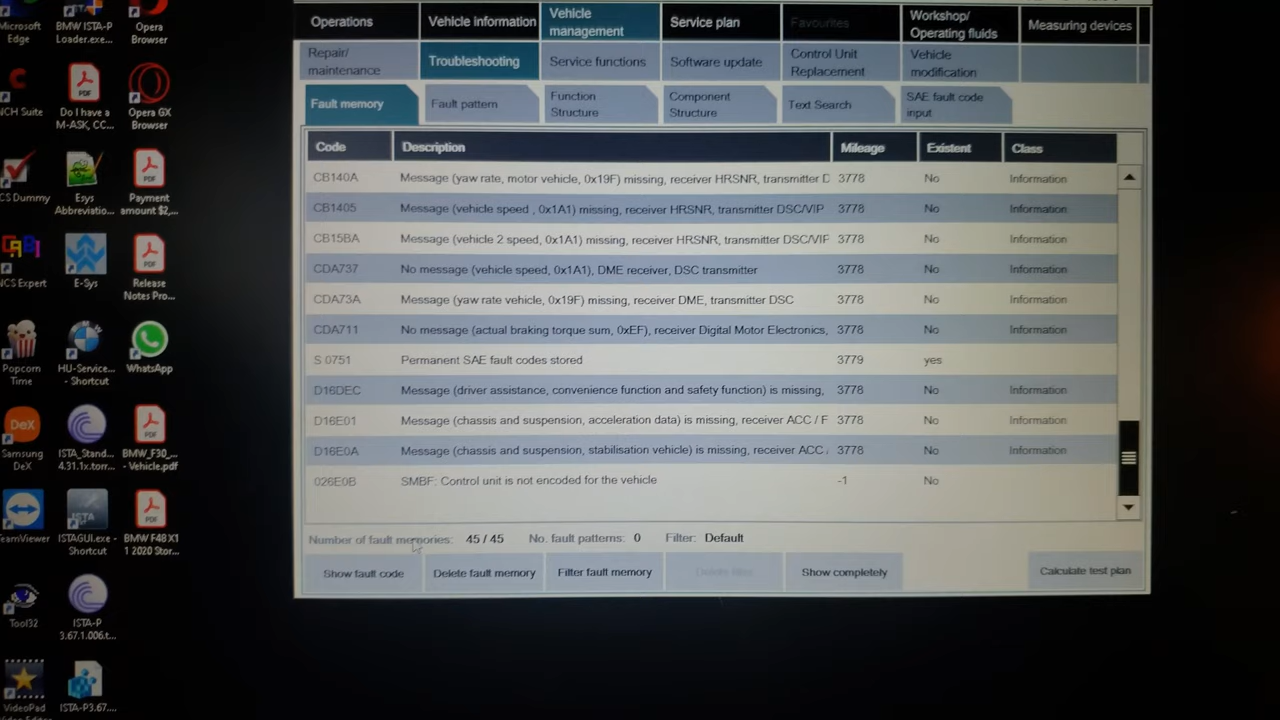 Microsoft
Edge
BMW ISTA-P
Loader.exe...
Opera
Browser
NCH Suite
Do I have a
M-ASK, CC...
Opera GX
Browser
NCS Dummy
Esys
Abbreviatio...
Payment
amount $2,...
NCS Expert
E-Sys
Release
Notes Pro...
Popcorn
Time
HU-Service...
- Shortcut
WhatsApp
DeX
Samsung
DeX
ISTA_Stand...
4.31.1x.torr...
BMW_F30_...
- Vehicle.pdf
TeamViewer
ISTA
ISTAGUI.exe -
Shortcut
BMW F48 X1
1 2020 Stor...
Tool32
ISTA-P
3.67.1.006.t...
VideoPad
ISTA-P3.67....
Operations
Vehicle information
Vehicle
management
Service plan
Favourites
Workshop/
Operating fluids
Measuring devices
Repair/
maintenance
Troubleshooting
Service functions
Software update
Control Unit
Replacement
Vehicle
modification
Fault memory
Fault pattern
Function
Structure
Component
Structure
Text Search
SAE fault code
input
Code Description Mileage Existent Class
CB140A Message (yaw rate, motor vehicle, 0x19F) missing, receiver HRSNR, transmitter D 3778 No Information
CB1405 Message (vehicle speed , 0x1A1) missing, receiver HRSNR, transmitter DSC/VIP 3778 No Information
CB15BA Message (vehicle 2 speed, 0x1A1) missing, receiver HRSNR, transmitter DSC/VIP 3778 No Information
CDA737 No message (vehicle speed, 0x1A1), DME receiver, DSC transmitter 3778 No Information
CDA73A Message (yaw rate vehicle, 0x19F) missing, receiver DME, transmitter DSC 3778 No Information
CDA711 No message (actual braking torque sum, 0xEF), receiver Digital Motor Electronics, 3778 No Information
S 0751 Permanent SAE fault codes stored 3779 yes
D16DEC Message (driver assistance, convenience function and safety function) is missing, 3778 No Information
D16E01 Message (chassis and suspension, acceleration data) is missing, receiver ACC / F 3778 No Information
D16E0A Message (chassis and suspension, stabilisation vehicle) is missing, receiver ACC 3778 No Information
026E0B SMBF: Control unit is not encoded for the vehicle -1 No
Number of fault memories: 45 / 45 No. fault patterns: 0 Filter: Default
Show fault code
Delete fault memory
Filter fault memory
Show completely
Calculate test plan